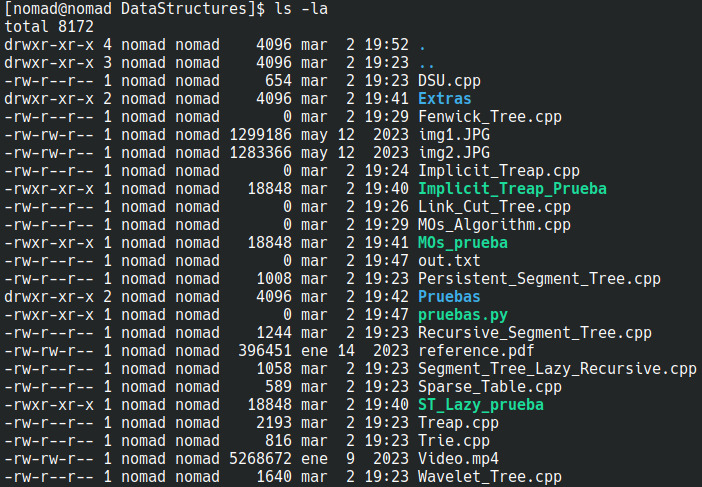 [nomad@nomad DataStructures]$ ls -la
total 8172
drwxr-xr-x 4 nomad nomad    4096 mar  2 19:52 .
drwxr-xr-x 3 nomad nomad    4096 mar  2 19:23 ..
-rw-r--r-- 1 nomad nomad     654 mar  2 19:23 DSU.cpp
drwxr-xr-x 2 nomad nomad    4096 mar  2 19:41 Extras
-rw-r--r-- 1 nomad nomad       0 mar  2 19:29 Fenwick_Tree.cpp
-rw-rw-r-- 1 nomad nomad 1299186 may 12  2023 img1.JPG
-rw-rw-r-- 1 nomad nomad 1283366 may 12  2023 img2.JPG
-rw-r--r-- 1 nomad nomad       0 mar  2 19:24 Implicit_Treap.cpp
-rwxr-xr-x 1 nomad nomad   18848 mar  2 19:40 Implicit_Treap_Prueba
-rw-r--r-- 1 nomad nomad       0 mar  2 19:26 Link_Cut_Tree.cpp
-rw-r--r-- 1 nomad nomad       0 mar  2 19:29 MOs_Algorithm.cpp
-rwxr-xr-x 1 nomad nomad   18848 mar  2 19:41 MOs_prueba
-rw-r--r-- 1 nomad nomad       0 mar  2 19:47 out.txt
-rw-r--r-- 1 nomad nomad    1008 mar  2 19:23 Persistent_Segment_Tree.cpp
drwxr-xr-x 2 nomad nomad    4096 mar  2 19:42 Pruebas
-rwxr-xr-x 1 nomad nomad       0 mar  2 19:47 pruebas.py
-rw-r--r-- 1 nomad nomad    1244 mar  2 19:23 Recursive_Segment_Tree.cpp
-rw-rw-r-- 1 nomad nomad  396451 ene 14  2023 reference.pdf
-rw-r--r-- 1 nomad nomad    1058 mar  2 19:23 Segment_Tree_Lazy_Recursive.cpp
-rw-r--r-- 1 nomad nomad     589 mar  2 19:23 Sparse_Table.cpp
-rwxr-xr-x 1 nomad nomad   18848 mar  2 19:40 ST_Lazy_prueba
-rw-r--r-- 1 nomad nomad    2193 mar  2 19:23 Treap.cpp
-rw-r--r-- 1 nomad nomad     816 mar  2 19:23 Trie.cpp
-rw-rw-r-- 1 nomad nomad 5268672 ene  9  2023 Video.mp4
-rw-r--r-- 1 nomad nomad    1640 mar  2 19:23 Wavelet_Tree.cpp